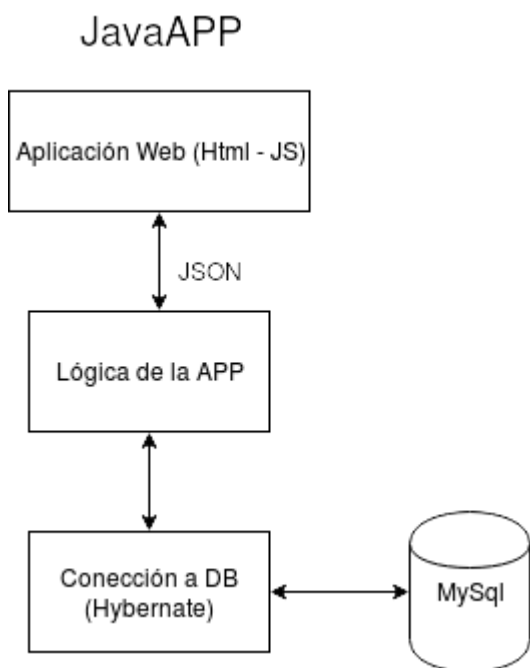 JavaAPP
Aplicación Web (Html - JS)
JSON
Lógica de la APP
Conección a DB
(Hybernate)
MySql